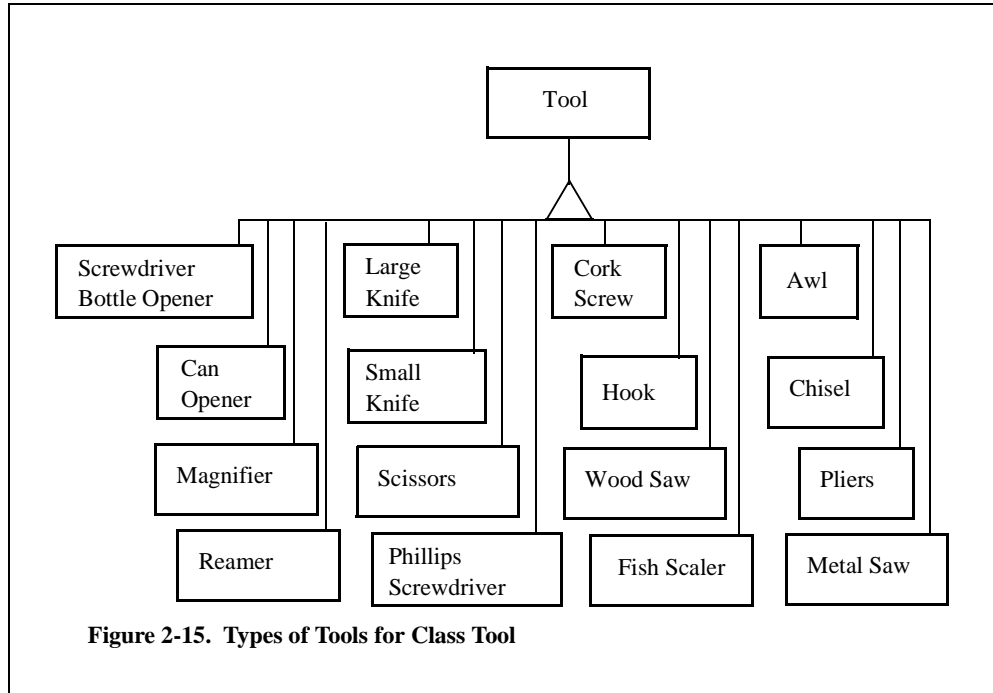 Tool
Screwdriver
Bottle Opener
Large
Knife
Cork
Screw
Awl
Can
Opener
Small
Knife
Hook
Chisel
Magnifier
Scissors
Wood Saw
Pliers
Reamer
Phillips
Screwdriver
Fish Scaler
Metal Saw
Figure 2-15. Types of Tools for Class Tool